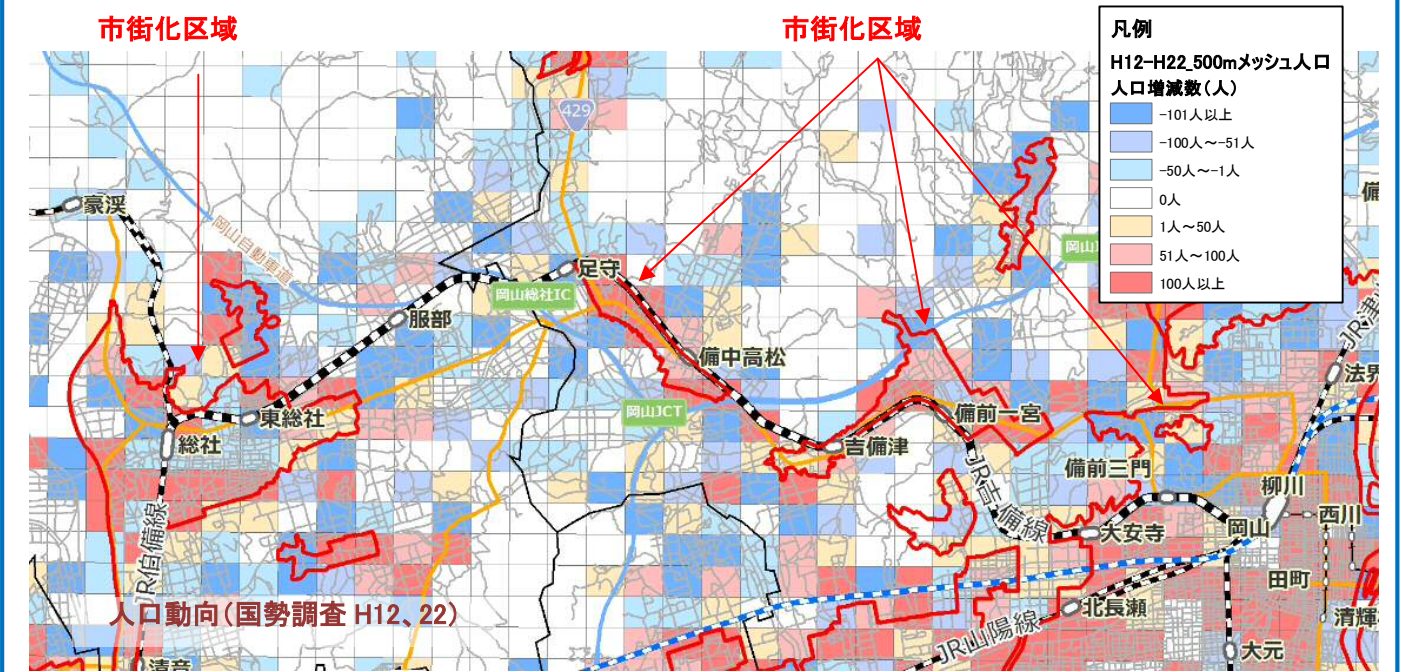 市街化区域
市街化区域
凡例
H12-H22_500mメッシュ人口
人口増減数(人)
-101人以上
-100人～-51人
-50人～-1人
0人
1人～50人
51人～100人
100人以上
429
豪渓
岡山自動車道
足守
岡山総社IC
服部
備中高松
岡山JCT
東総社
総社
吉備津
備前一宮
備前三門
JR吉備線
大安寺
岡山
柳川
西川
田町
清輝
大元
北長瀬
JR山陽線
JR伯備線
清音
JR津
法界
備
岡山
人口動向(国勢調査 H12、22)